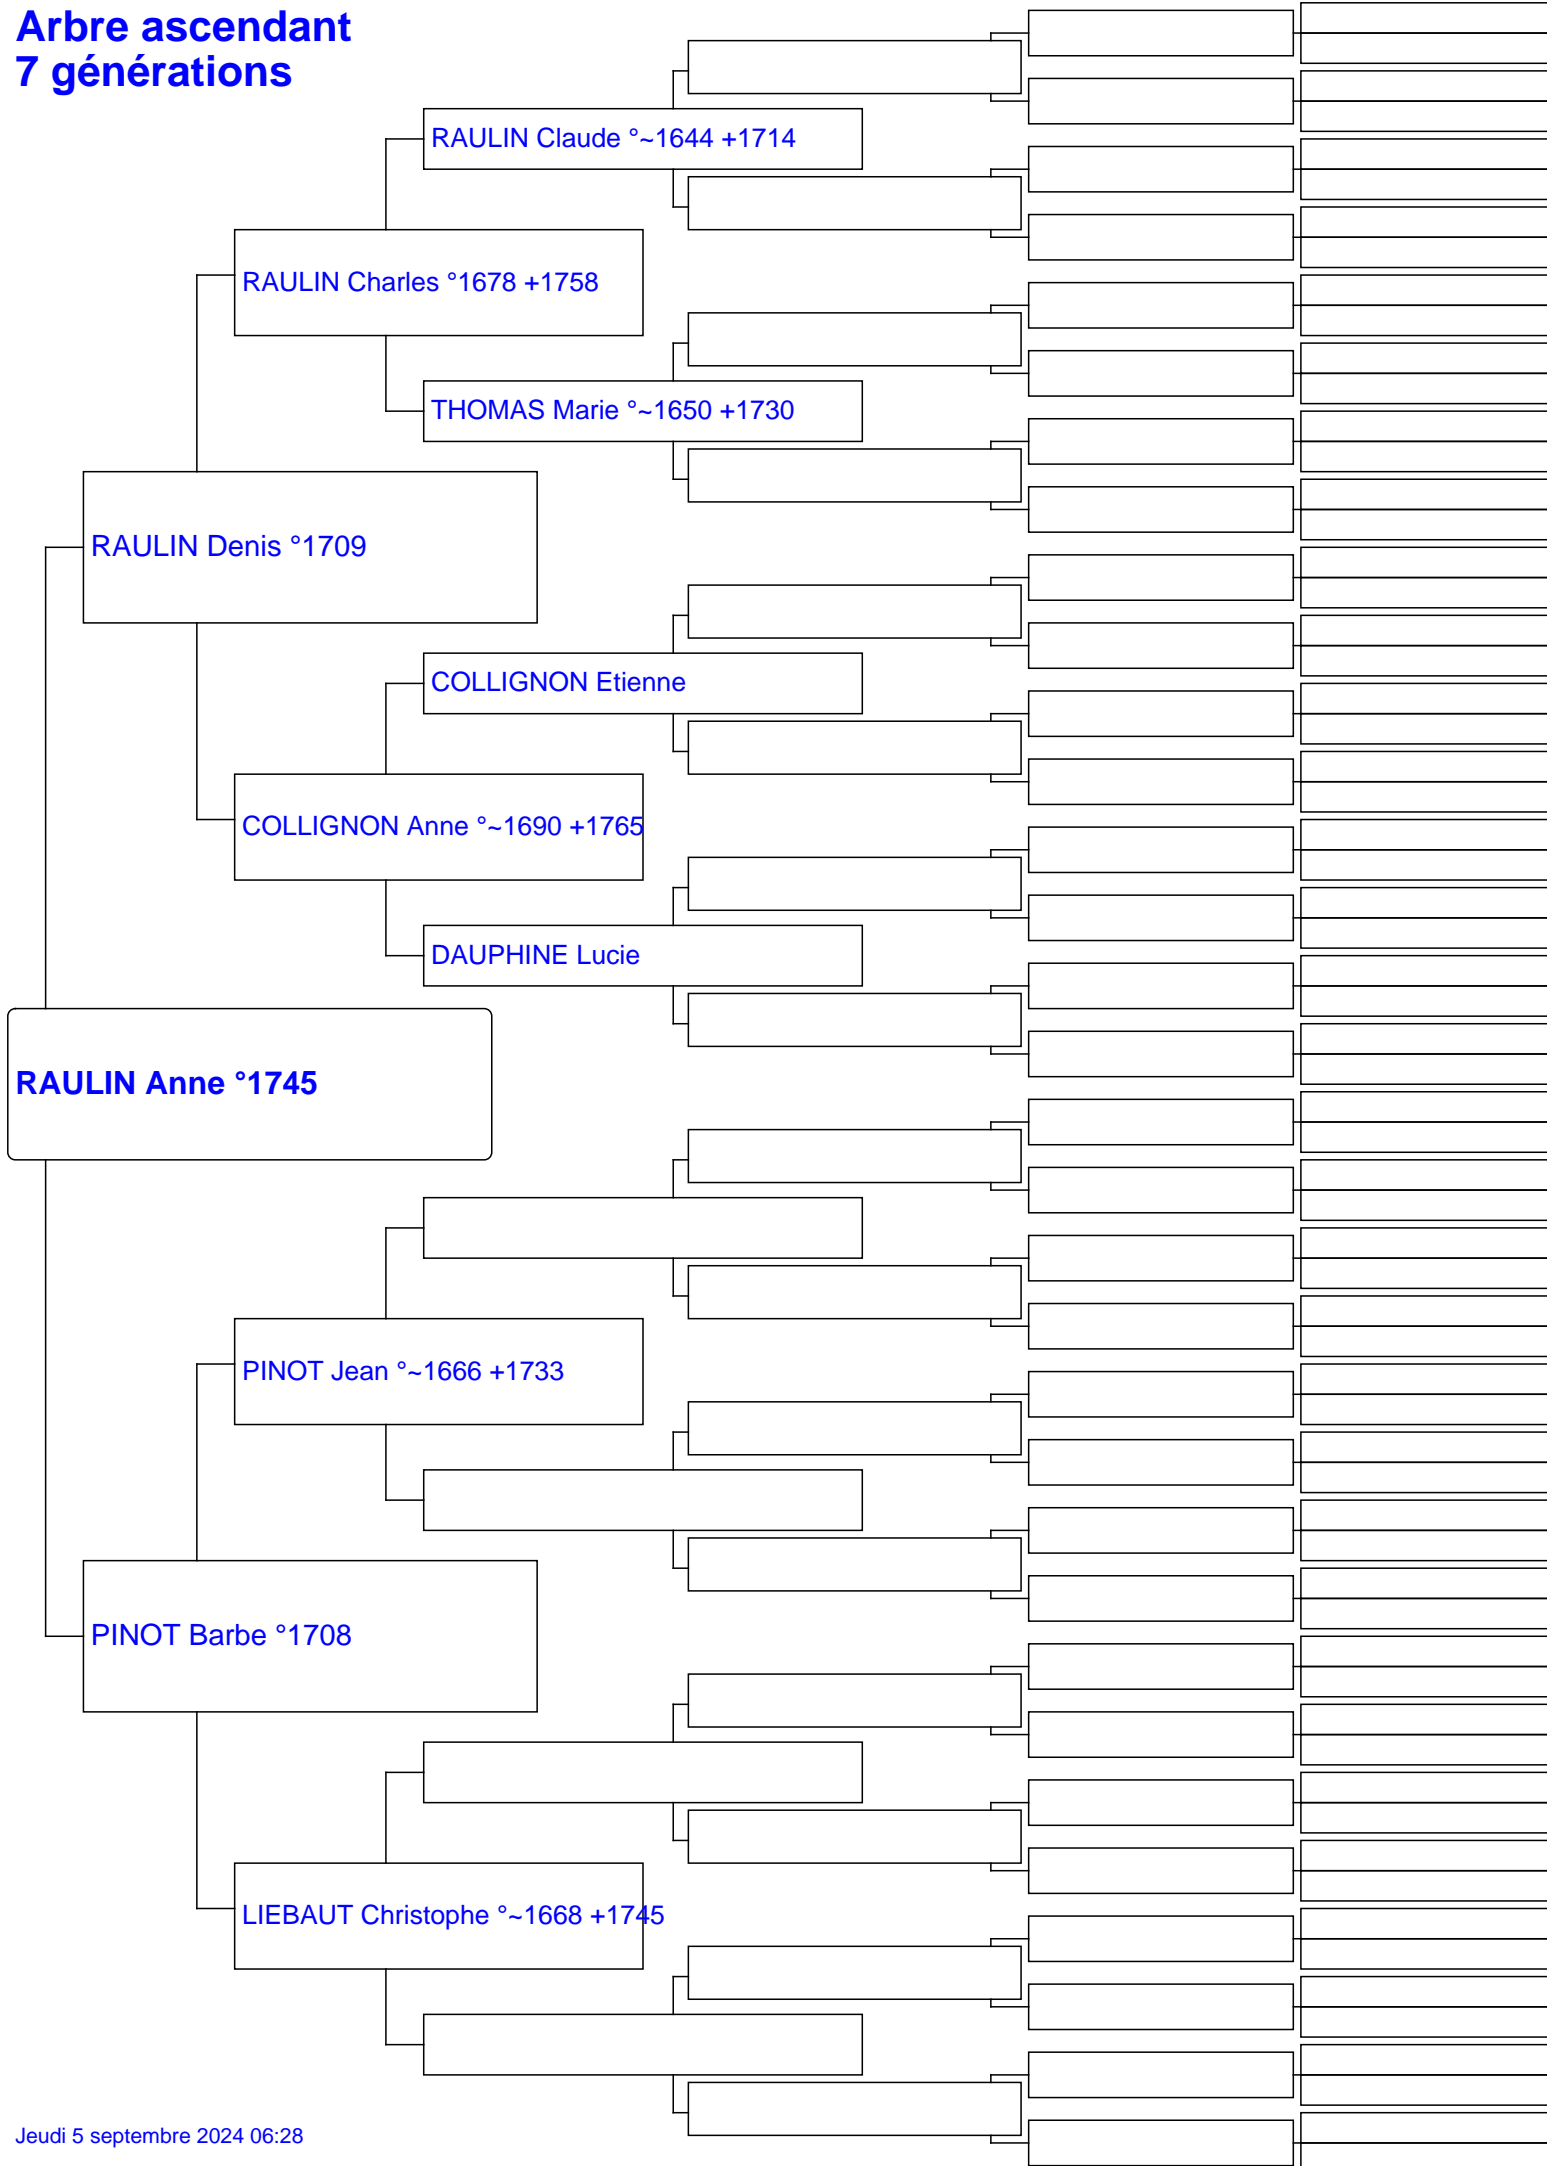 Arbre ascendant
7 générations
RAULIN Claude °~1644 +1714
RAULIN Charles °1678 +1758
THOMAS Marie °~1650 +1730
RAULIN Denis °1709
COLLIGNON Etienne
COLLIGNON Anne °~1690 +1765
DAUPHINE Lucie
RAULIN Anne °1745
PINOT Jean °~1666 +1733
PINOT Barbe °1708
LIEBAUT Christophe °~1668 +1745
Jeudi 5 septembre 2024 06:28